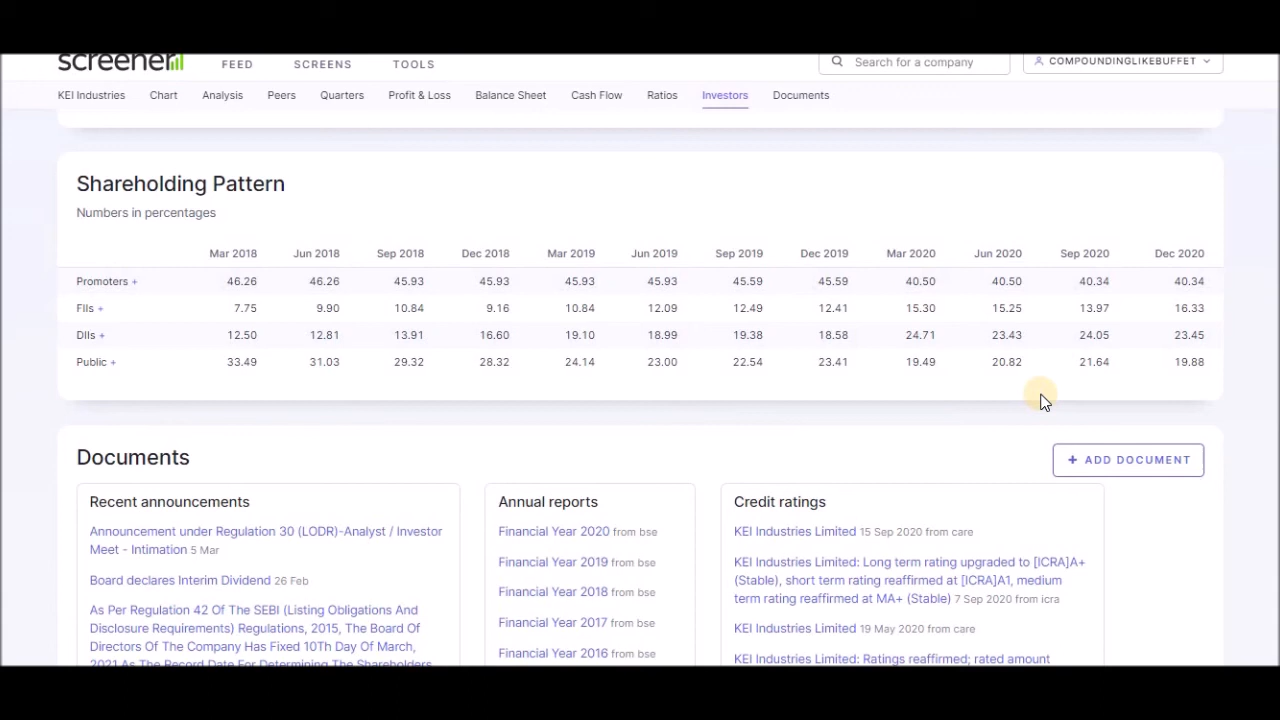 screener
FEED SCREENS TOOLS
Search for a company
COMPOUNDINGLIKEBUFFET
KEI Industries Chart Analysis Peers Quarters Profit & Loss Balance Sheet Cash Flow Ratios Investors Documents
Shareholding Pattern
Numbers in percentages
Mar 2018 Jun 2018 Sep 2018 Dec 2018 Mar 2019 Jun 2019 Sep 2019 Dec 2019 Mar 2020 Jun 2020 Sep 2020 Dec 2020
Promoters + 46.26 46.26 45.93 45.93 45.93 45.93 45.59 45.59 40.50 40.50 40.34 40.34
FIIs + 7.75 9.90 10.84 9.16 10.84 12.09 12.49 12.41 15.30 15.25 13.97 16.33
DIIs + 12.50 12.81 13.91 16.60 19.10 18.99 19.38 18.58 24.71 23.43 24.05 23.45
Public + 33.49 31.03 29.32 28.32 24.14 23.00 22.54 23.41 19.49 20.82 21.64 19.88
Documents
+ ADD DOCUMENT
Recent announcements
Announcement under Regulation 30 (LODR)-Analyst / Investor
Meet - Intimation 5 Mar
Board declares Interim Dividend 26 Feb
As Per Regulation 42 Of The SEBI (Listing Obligations And
Disclosure Requirements) Regulations, 2015, The Board Of
Directors Of The Company Has Fixed 10Th Day Of March,
2021 As The Record Date For Determining The Shareholders
Annual reports
Financial Year 2020 from bse
Financial Year 2019 from bse
Financial Year 2018 from bse
Financial Year 2017 from bse
Financial Year 2016 from bse
Credit ratings
KEI Industries Limited 15 Sep 2020 from care
KEI Industries Limited: Long term rating upgraded to [ICRA]A+
(Stable), short term rating reaffirmed at [ICRA]A1, medium
term rating reaffirmed at MA+ (Stable) 7 Sep 2020 from icra
KEI Industries Limited 19 May 2020 from care
KEI Industries Limited: Ratings reaffirmed; rated amount